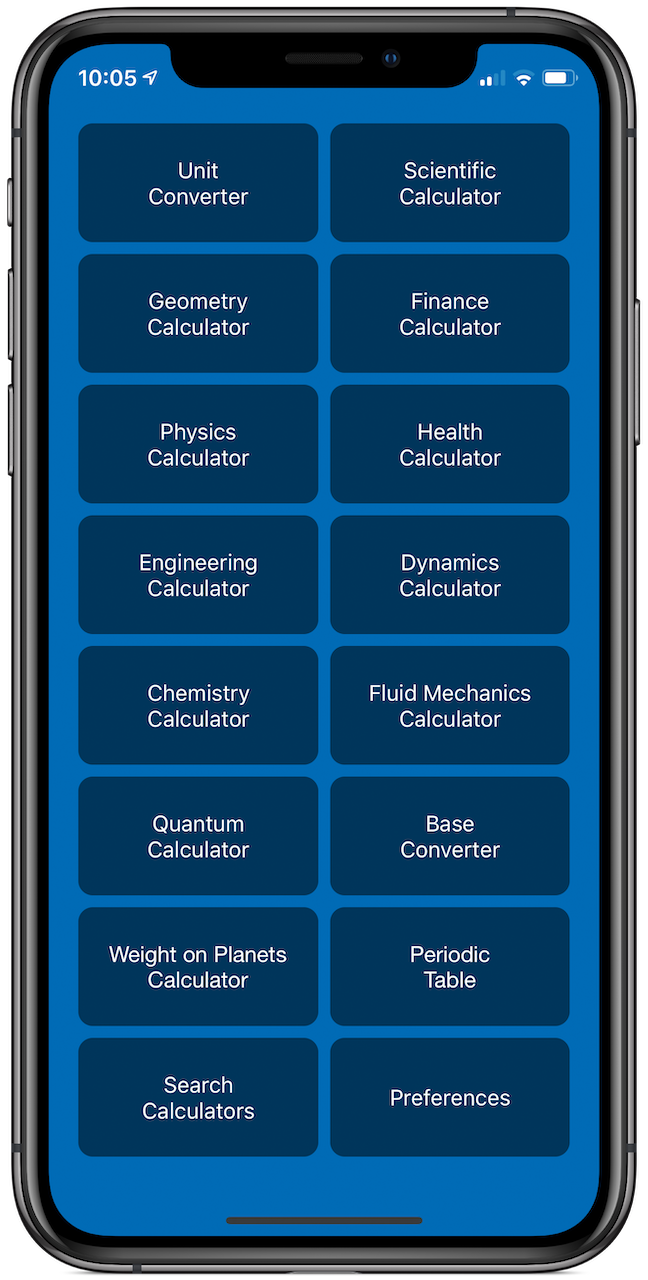 10:05
Unit
Converter
Scientific
Calculator
Geometry
Calculator
Finance
Calculator
Physics
Calculator
Health
Calculator
Engineering
Calculator
Dynamics
Calculator
Chemistry
Calculator
Fluid Mechanics
Calculator
Quantum
Calculator
Base
Converter
Weight on Planets
Calculator
Periodic
Table
Search
Calculators
Preferences